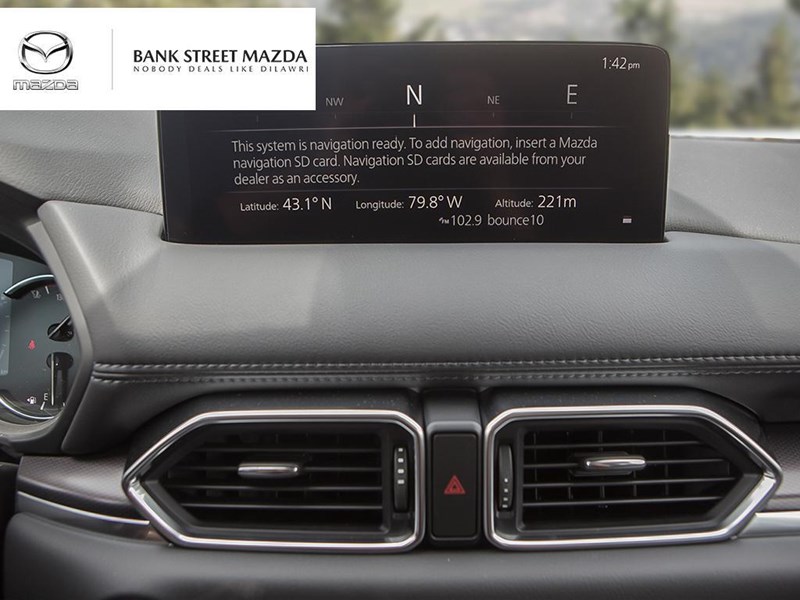 mazda
BANK STREET MAZDA
NOBODY DEALS LIKE DILAWRI
1:42pm
NW N NE E
This system is navigation ready. To add navigation, insert a Mazda
navigation SD card. Navigation SD cards are available from your
dealer as an accessory.
Latitude: 43.1° N Longitude: 79.8° W Altitude: 221m
FM 102.9 bounce10
E